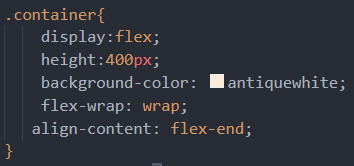 .container{
display:flex;
height:400px;
background-color: antiquewhite;
flex-wrap: wrap;
align-content: flex-end;
}